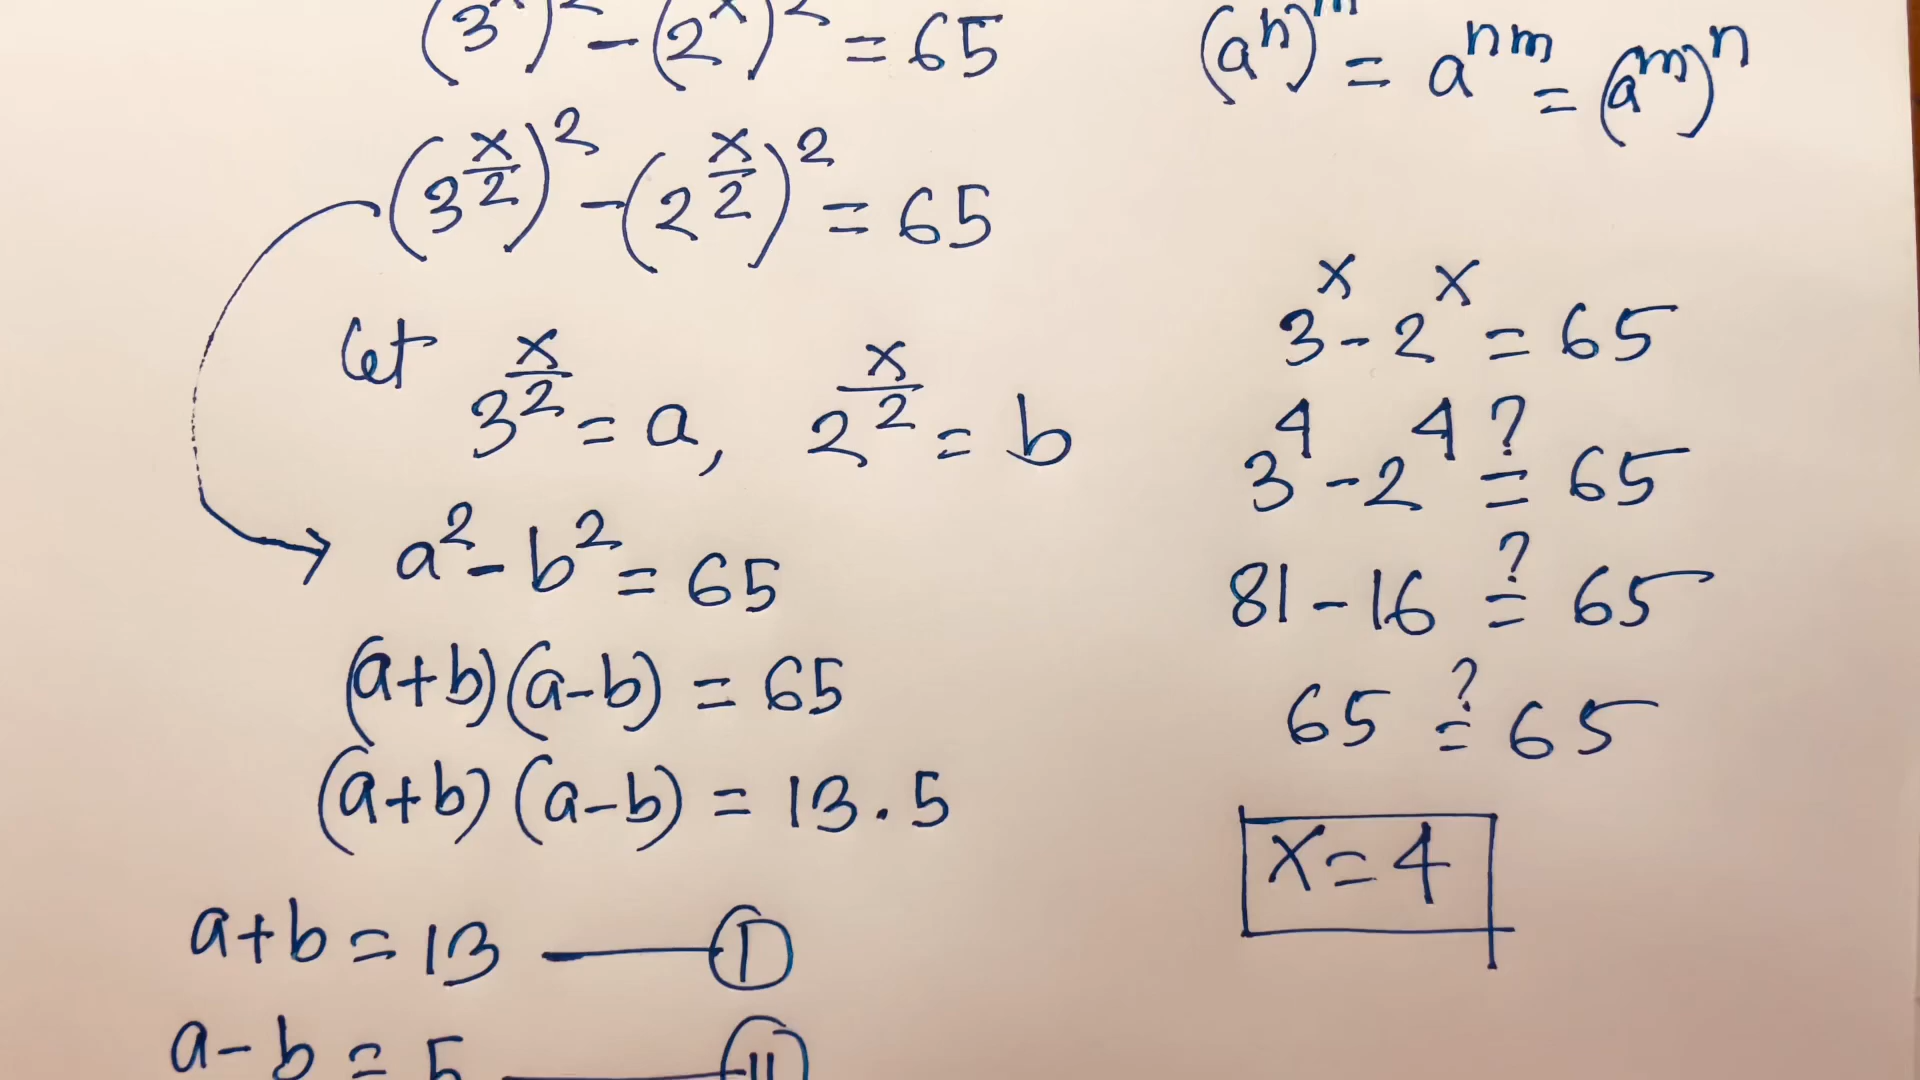 (3^x)^2 - (2^x)^2 = 65
(3^(x/2))^2 - (2^(x/2))^2 = 65
Let 3^(x/2) = a, 2^(x/2) = b
a^2 - b^2 = 65
(a+b)(a-b) = 65
(a+b)(a-b) = 13.5
a+b = 13 — I
a-b = 5 — II
(a^n)^m = a^nm = (a^m)^n
3^x - 2^x = 65
3^4 - 2^4 ?= 65
81 - 16 ?= 65
65 ?= 65
x = 4